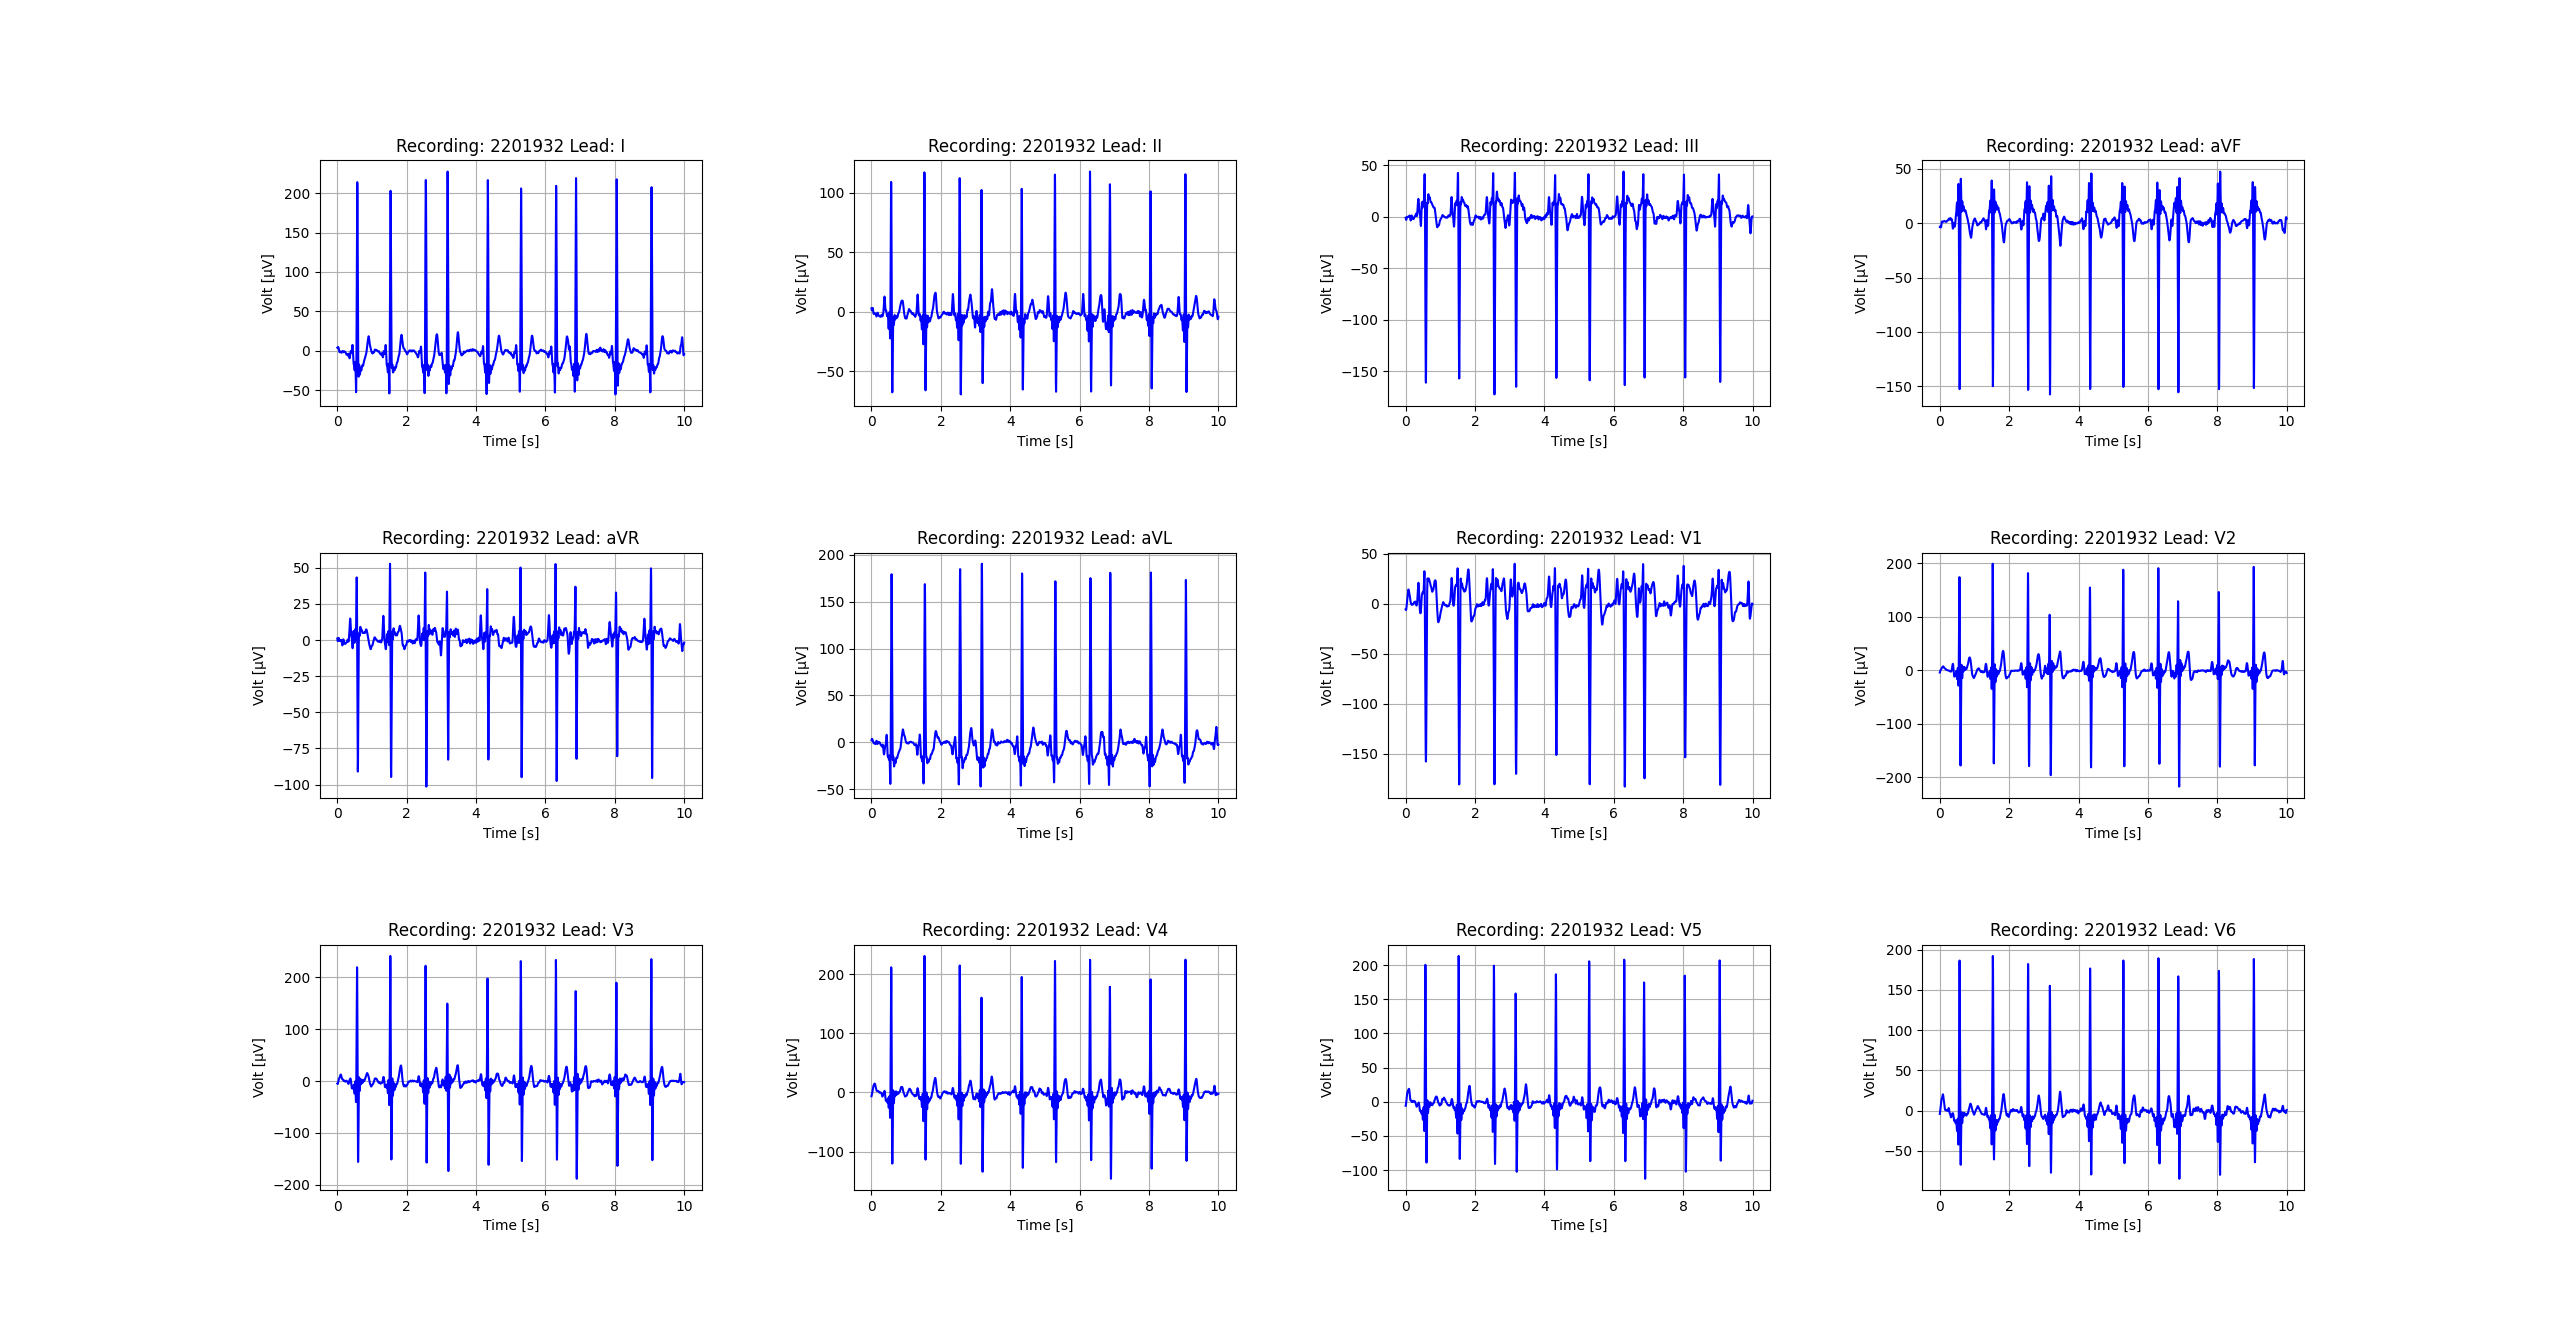 Recording: 2201932 Lead: I
Volt [µV]
200
150
100
50
0
−50
0 2 4 6 8 10
Time [s]
Recording: 2201932 Lead: II
Volt [µV]
100
50
0
−50
0 2 4 6 8 10
Time [s]
Recording: 2201932 Lead: III
Volt [µV]
50
0
−50
−100
−150
0 2 4 6 8 10
Time [s]
Recording: 2201932 Lead: aVF
Volt [µV]
50
0
−50
−100
−150
0 2 4 6 8 10
Time [s]
Recording: 2201932 Lead: aVR
Volt [µV]
50
25
0
−25
−50
−75
−100
0 2 4 6 8 10
Time [s]
Recording: 2201932 Lead: aVL
Volt [µV]
200
150
100
50
0
−50
0 2 4 6 8 10
Time [s]
Recording: 2201932 Lead: V1
Volt [µV]
50
0
−50
−100
−150
0 2 4 6 8 10
Time [s]
Recording: 2201932 Lead: V2
Volt [µV]
200
100
0
−100
−200
0 2 4 6 8 10
Time [s]
Recording: 2201932 Lead: V3
Volt [µV]
200
100
0
−100
−200
0 2 4 6 8 10
Time [s]
Recording: 2201932 Lead: V4
Volt [µV]
200
100
0
−100
0 2 4 6 8 10
Time [s]
Recording: 2201932 Lead: V5
Volt [µV]
200
150
100
50
0
−50
−100
0 2 4 6 8 10
Time [s]
Recording: 2201932 Lead: V6
Volt [µV]
200
150
100
50
0
−50
0 2 4 6 8 10
Time [s]